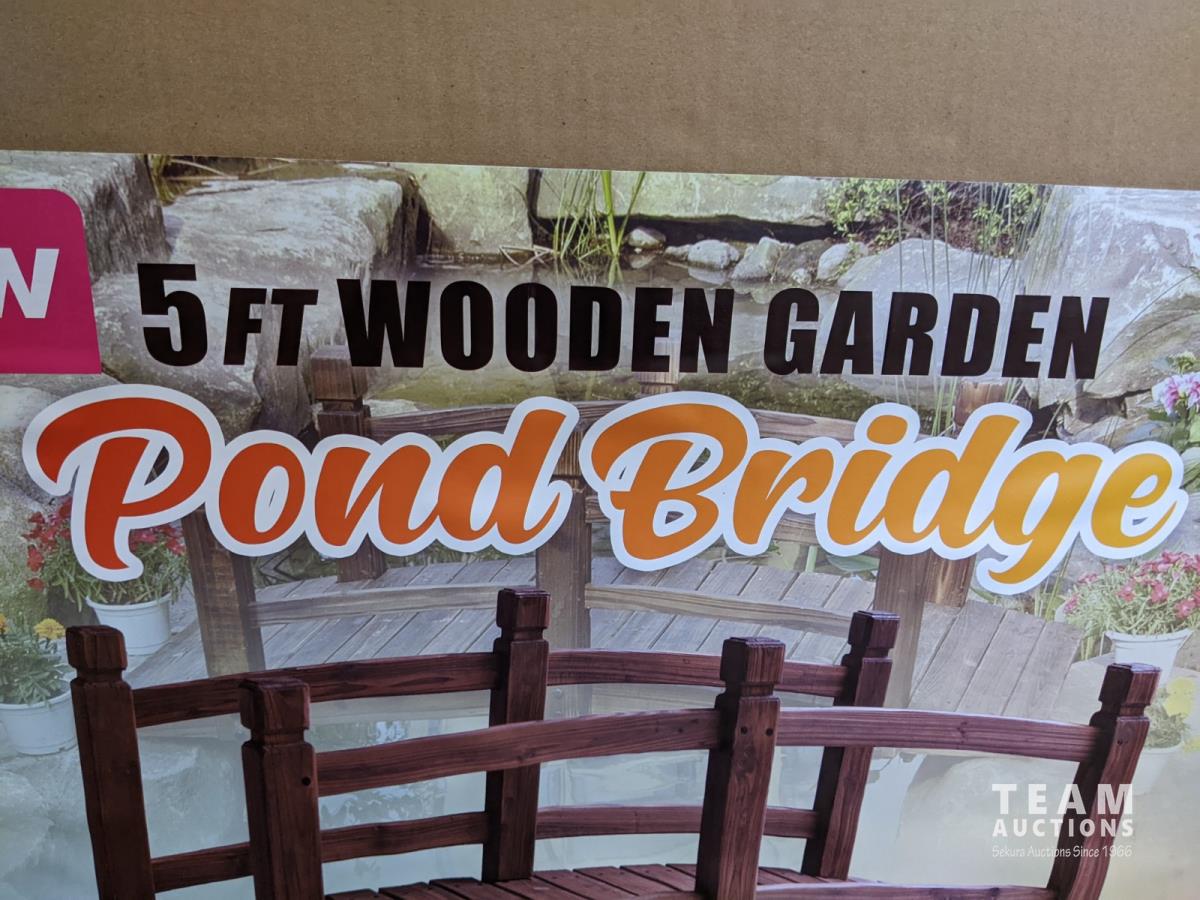 N
5 FT WOODEN GARDEN
Pond Bridge
TEAM
AUCTIONS
Sekura Auctions Since 1966